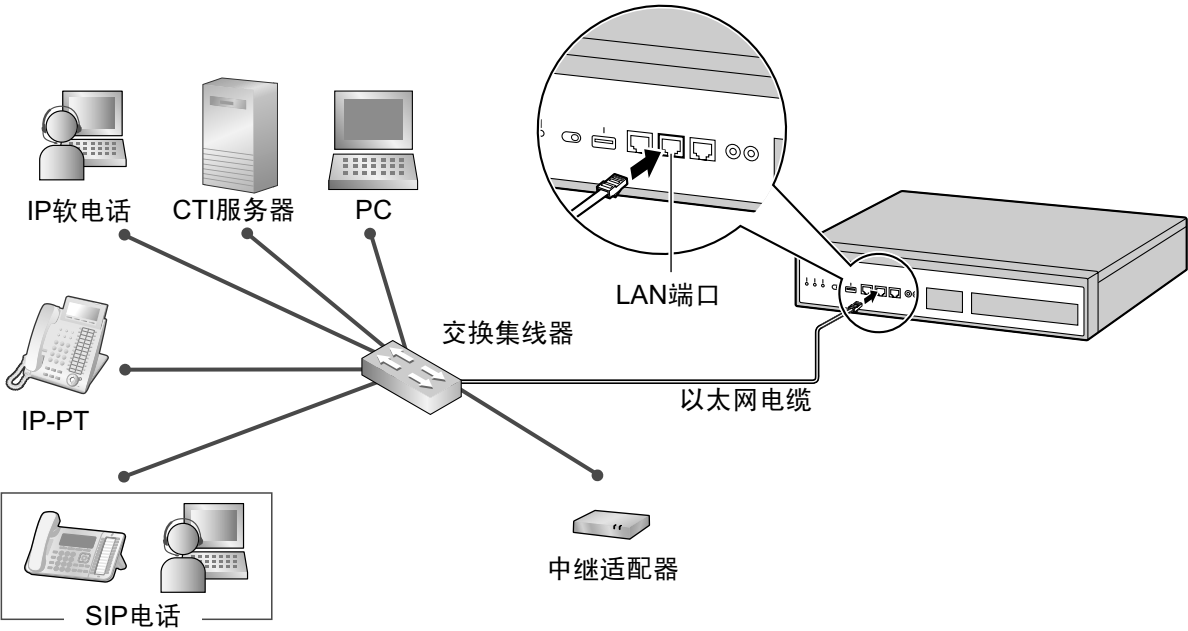 IP软电话
CTI服务器
PC
LAN端口
交换集线器
以太网电缆
IP-PT
中继适配器
SIP电话